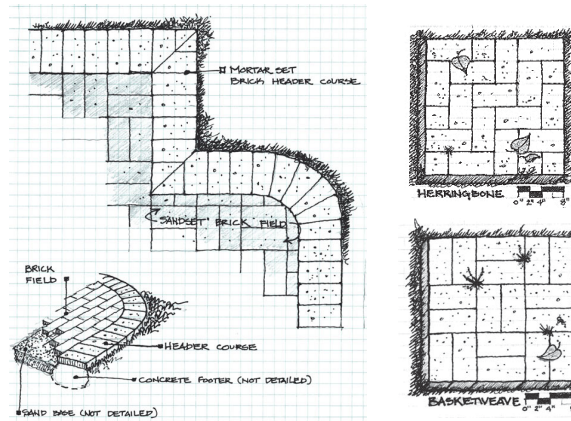 MORTAR SET
BRICK HEADER COURSE
"SANDSET" BRICK FIELD
BRICK
FIELD
HEADER COURSE
CONCRETE FOOTER (NOT DETAILED)
SAND BASE (NOT DETAILED)
HERRINGBONE
0" 2" 4" 8"
BASKETWEAVE
0" 2" 4"